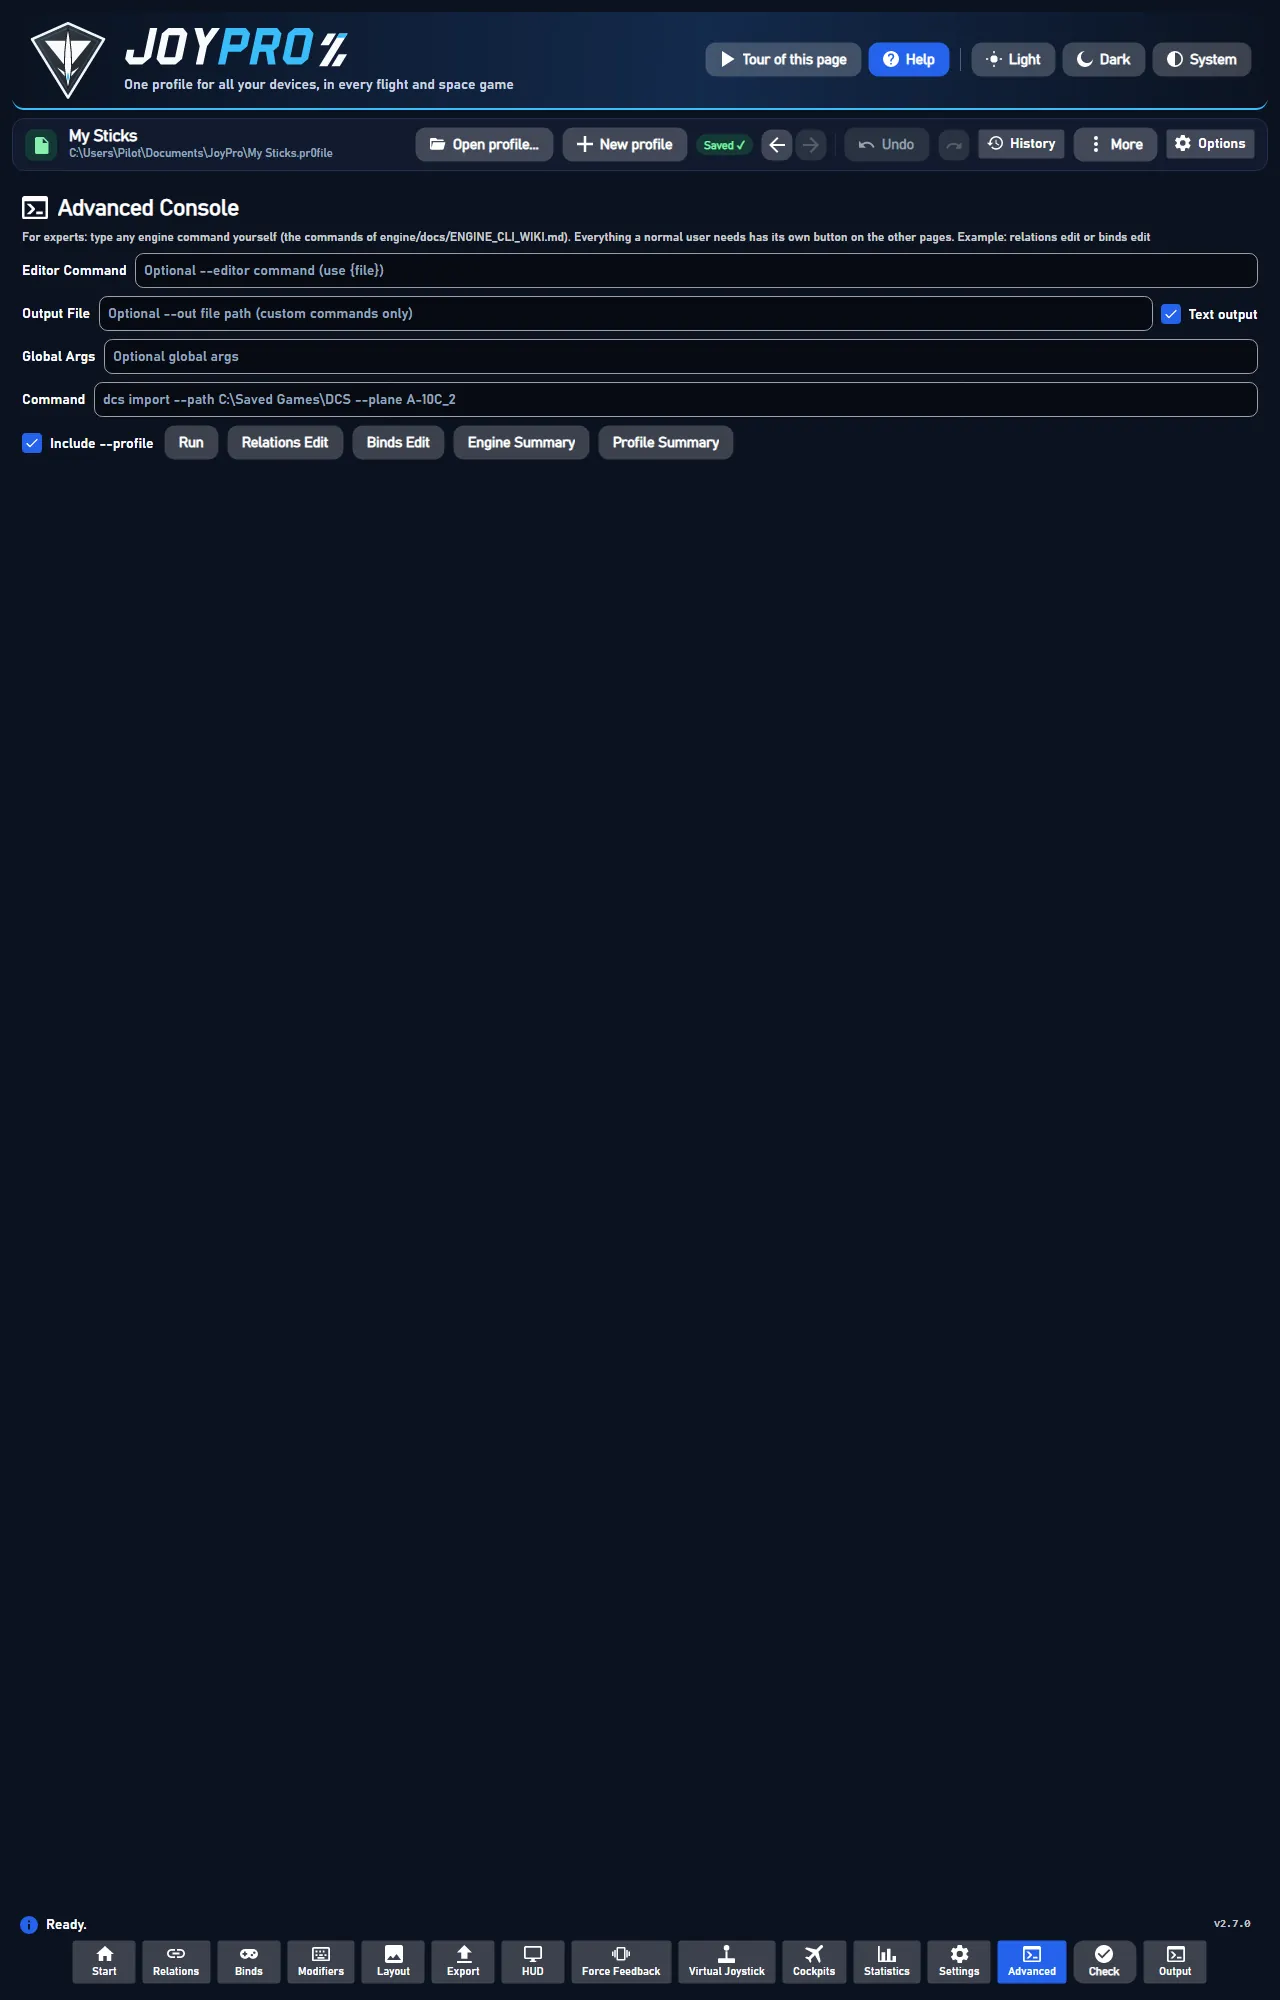 JOYPRO
One profile for all your devices, in every flight and space game
Tour of this page
Help
Light
Dark
System
My Sticks
C:\Users\Pilot\Documents\JoyPro\My Sticks.pr0file
Open profile...
New profile
Saved ✓
Undo
History
More
Options
Advanced Console
For experts: type any engine command yourself (the commands of engine/docs/ENGINE_CLI_WIKI.md). Everything a normal user needs has its own button on the other pages. Example: relations edit or binds edit
Editor Command
Optional --editor command (use {file})
Output File
Optional --out file path (custom commands only)
Text output
Global Args
Optional global args
Command
dcs import --path C:\Saved Games\DCS --plane A-10C_2
Include --profile
Run
Relations Edit
Binds Edit
Engine Summary
Profile Summary
Ready.
v2.7.0
Start
Relations
Binds
Modifiers
Layout
Export
HUD
Force Feedback
Virtual Joystick
Cockpits
Statistics
Settings
Advanced
Check
Output